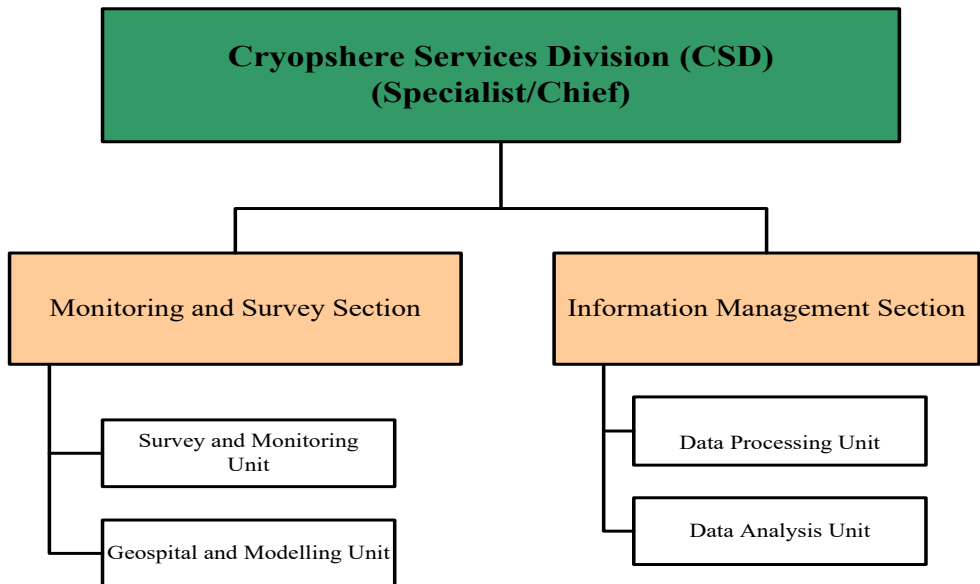 Cryopshere Services Division (CSD)
(Specialist/Chief)
Monitoring and Survey Section
Information Management Section
Survey and Monitoring
Unit
Geospital and Modelling Unit
Data Processing Unit
Data Analysis Unit